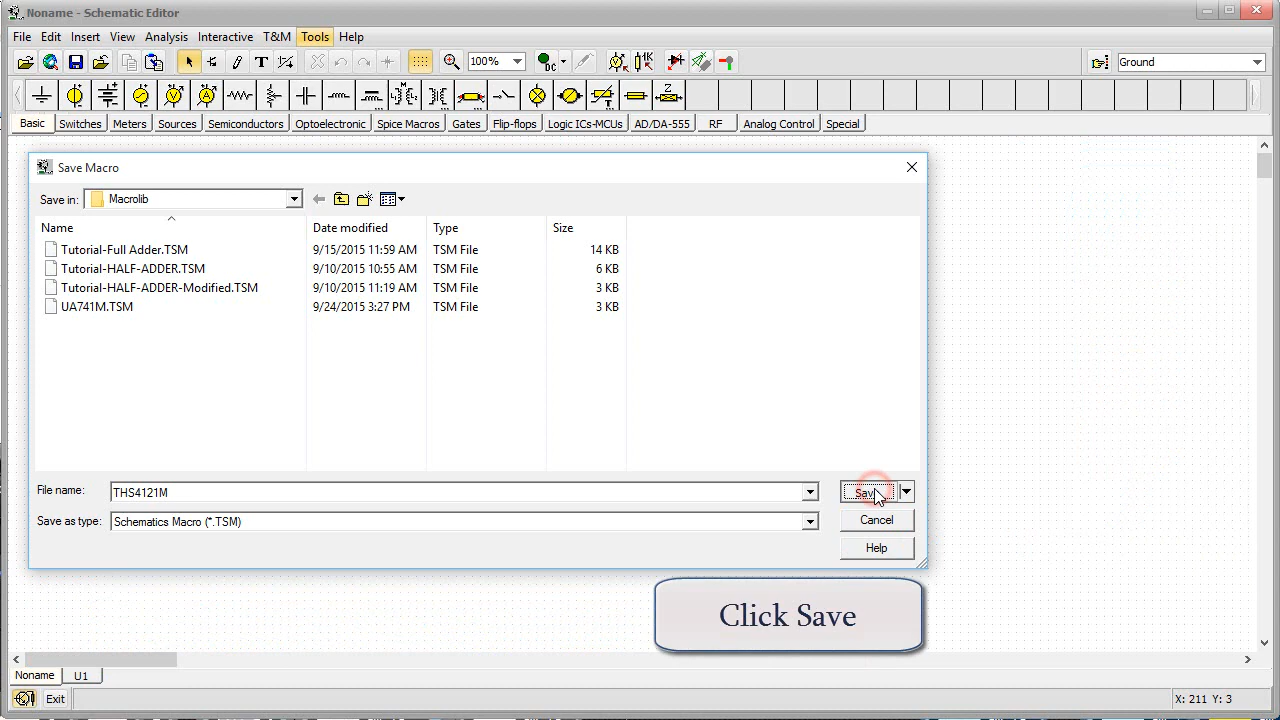 Noname - Schematic Editor
File Edit Insert View Analysis Interactive T&M Tools Help
100% DC Ground
Basic Switches Meters Sources Semiconductors Optoelectronic Spice Macros Gates Flip-flops Logic ICs-MCUs AD/DA-555 RF Analog Control Special
Save Macro
Save in: Macrolib
Name Date modified Type Size
Tutorial-Full Adder.TSM 9/15/2015 11:59 AM TSM File 14 KB
Tutorial-HALF-ADDER.TSM 9/10/2015 10:55 AM TSM File 6 KB
Tutorial-HALF-ADDER-Modified.TSM 9/10/2015 11:19 AM TSM File 3 KB
UA741M.TSM 9/24/2015 3:27 PM TSM File 3 KB
File name: THS4121M Save
Save as type: Schematics Macro (*.TSM) Cancel
Help
Click Save
Noname U1
Exit X: 211 Y: 3